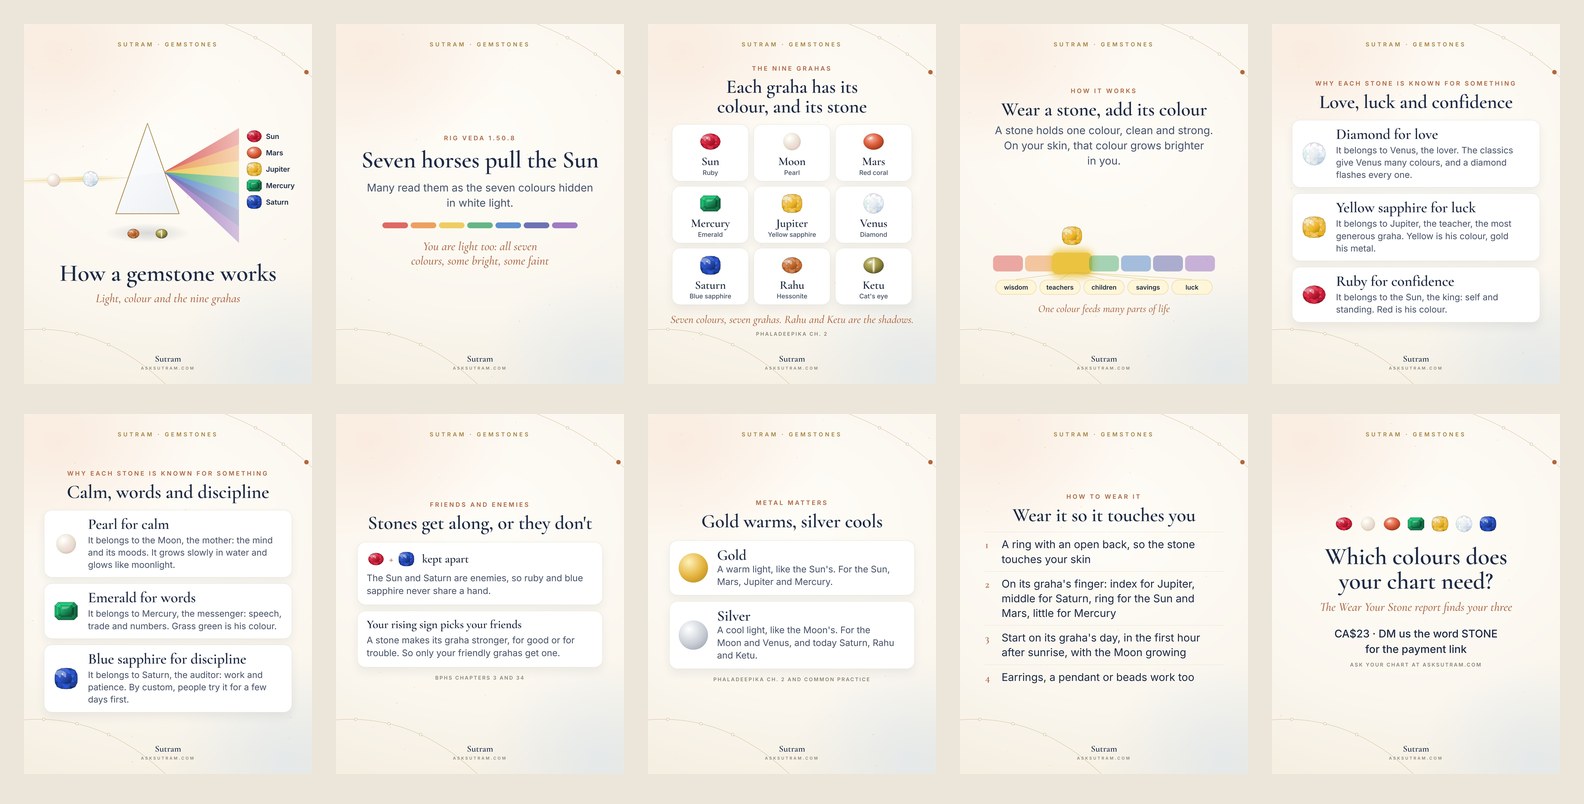 SUTRAM · GEMSTONES
Sun
Mars
Jupiter
Mercury
Saturn
How a gemstone works
Light, colour and the nine grahas
Sutram
ASKSUTRAM.COM
SUTRAM · GEMSTONES
RIG VEDA 1.50.8
Seven horses pull the Sun
Many read them as the seven colours hidden
in white light.
You are light too: all seven
colours, some bright, some faint
Sutram
ASKSUTRAM.COM
SUTRAM · GEMSTONES
THE NINE GRAHAS
Each graha has its
colour, and its stone
Sun
Ruby
Moon
Pearl
Mars
Red coral
Mercury
Emerald
Jupiter
Yellow sapphire
Venus
Diamond
Saturn
Blue sapphire
Rahu
Hessonite
Ketu
Cat's eye
Seven colours, seven grahas. Rahu and Ketu are the shadows.
PHALADEEPIKA CH. 2
Sutram
ASKSUTRAM.COM
SUTRAM · GEMSTONES
HOW IT WORKS
Wear a stone, add its colour
A stone holds one colour, clean and strong.
On your skin, that colour grows brighter
in you.
wisdom
teachers
children
savings
luck
One colour feeds many parts of life
Sutram
ASKSUTRAM.COM
SUTRAM · GEMSTONES
WHY EACH STONE IS KNOWN FOR SOMETHING
Love, luck and confidence
Diamond for love
It belongs to Venus, the lover. The classics
give Venus many colours, and a diamond
flashes every one.
Yellow sapphire for luck
It belongs to Jupiter, the teacher, the most
generous graha. Yellow is his colour, gold
his metal.
Ruby for confidence
It belongs to the Sun, the king: self and
standing. Red is his colour.
Sutram
ASKSUTRAM.COM
SUTRAM · GEMSTONES
WHY EACH STONE IS KNOWN FOR SOMETHING
Calm, words and discipline
Pearl for calm
It belongs to the Moon, the mother: the mind
and its moods. It grows slowly in water and
glows like moonlight.
Emerald for words
It belongs to Mercury, the messenger: speech,
trade and numbers. Grass green is his colour.
Blue sapphire for discipline
It belongs to Saturn, the auditor: work and
patience. By custom, people try it for a few
days first.
Sutram
ASKSUTRAM.COM
SUTRAM · GEMSTONES
FRIENDS AND ENEMIES
Stones get along, or they don't
+ kept apart
The Sun and Saturn are enemies, so ruby and blue
sapphire never share a hand.
Your rising sign picks your friends
A stone makes its graha stronger, for good or for
trouble. So only your friendly grahas get one.
BPHS CHAPTERS 3 AND 34
Sutram
ASKSUTRAM.COM
SUTRAM · GEMSTONES
METAL MATTERS
Gold warms, silver cools
Gold
A warm light, like the Sun's. For the Sun,
Mars, Jupiter and Mercury.
Silver
A cool light, like the Moon's. For the
Moon and Venus, and today Saturn, Rahu
and Ketu.
PHALADEEPIKA CH. 2 AND COMMON PRACTICE
Sutram
ASKSUTRAM.COM
SUTRAM · GEMSTONES
HOW TO WEAR IT
Wear it so it touches you
1 A ring with an open back, so the stone
touches your skin
2 On its graha's finger: index for Jupiter,
middle for Saturn, ring for the Sun and
Mars, little for Mercury
3 Start on its graha's day, in the first hour
after sunrise, with the Moon growing
4 Earrings, a pendant or beads work too
Sutram
ASKSUTRAM.COM
SUTRAM · GEMSTONES
Which colours does
your chart need?
The Wear Your Stone report finds your three
CA$23 · DM us the word STONE
for the payment link
ASK YOUR CHART AT ASKSUTRAM.COM
Sutram
ASKSUTRAM.COM